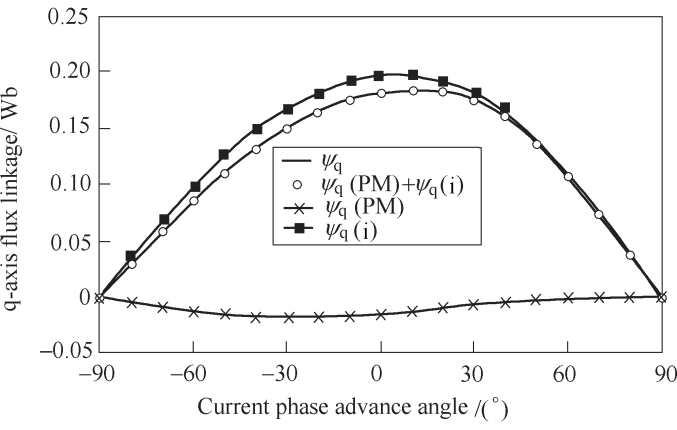 0.25
0.20
0.15
0.10
0.05
0
−0.05
q-axis flux linkage/ Wb
ψq
ψq (PM)+ψq(i)
ψq (PM)
ψq (i)
−90 −60 −30 0 30 60 90
Current phase advance angle /(°)